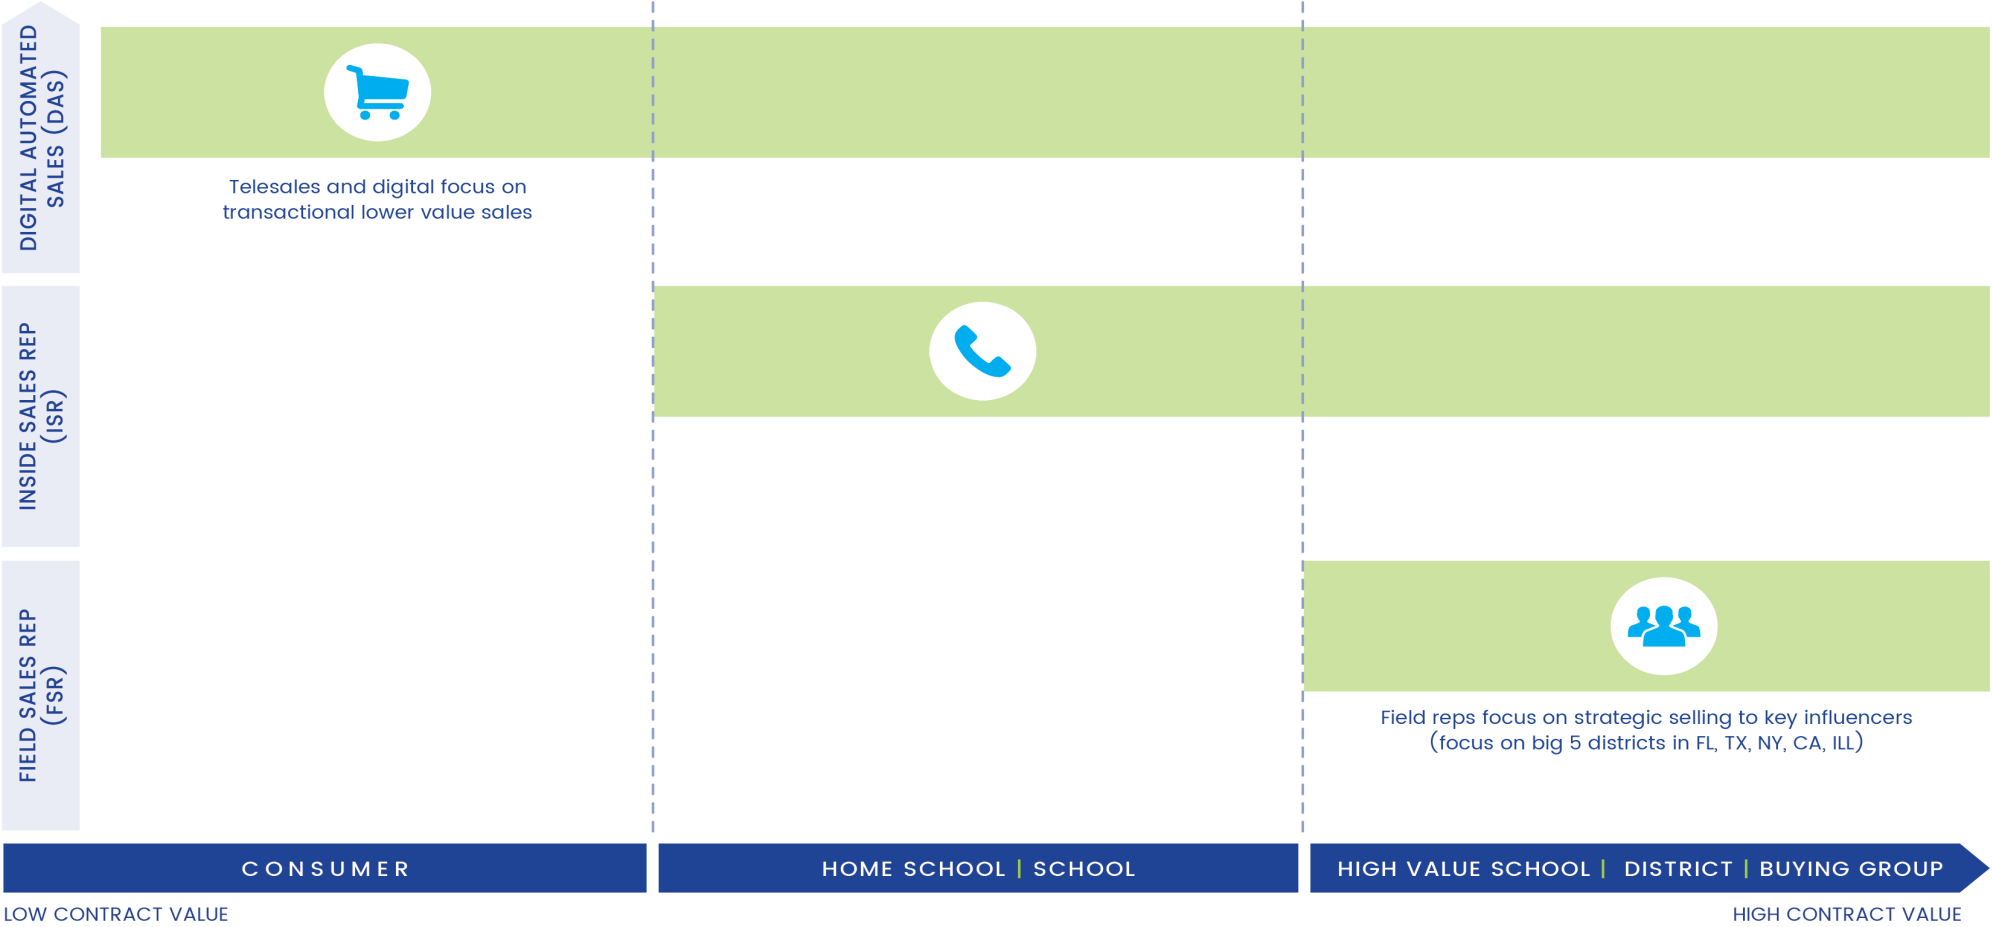 DIGITAL AUTOMATED
SALES (DAS)
Telesales and digital focus on
transactional lower value sales
INSIDE SALES REP
(ISR)
FIELD SALES REP
(FSR)
Field reps focus on strategic selling to key influencers
(focus on big 5 districts in FL, TX, NY, CA, ILL)
CONSUMER
HOME SCHOOL | SCHOOL
HIGH VALUE SCHOOL | DISTRICT | BUYING GROUP
LOW CONTRACT VALUE
HIGH CONTRACT VALUE